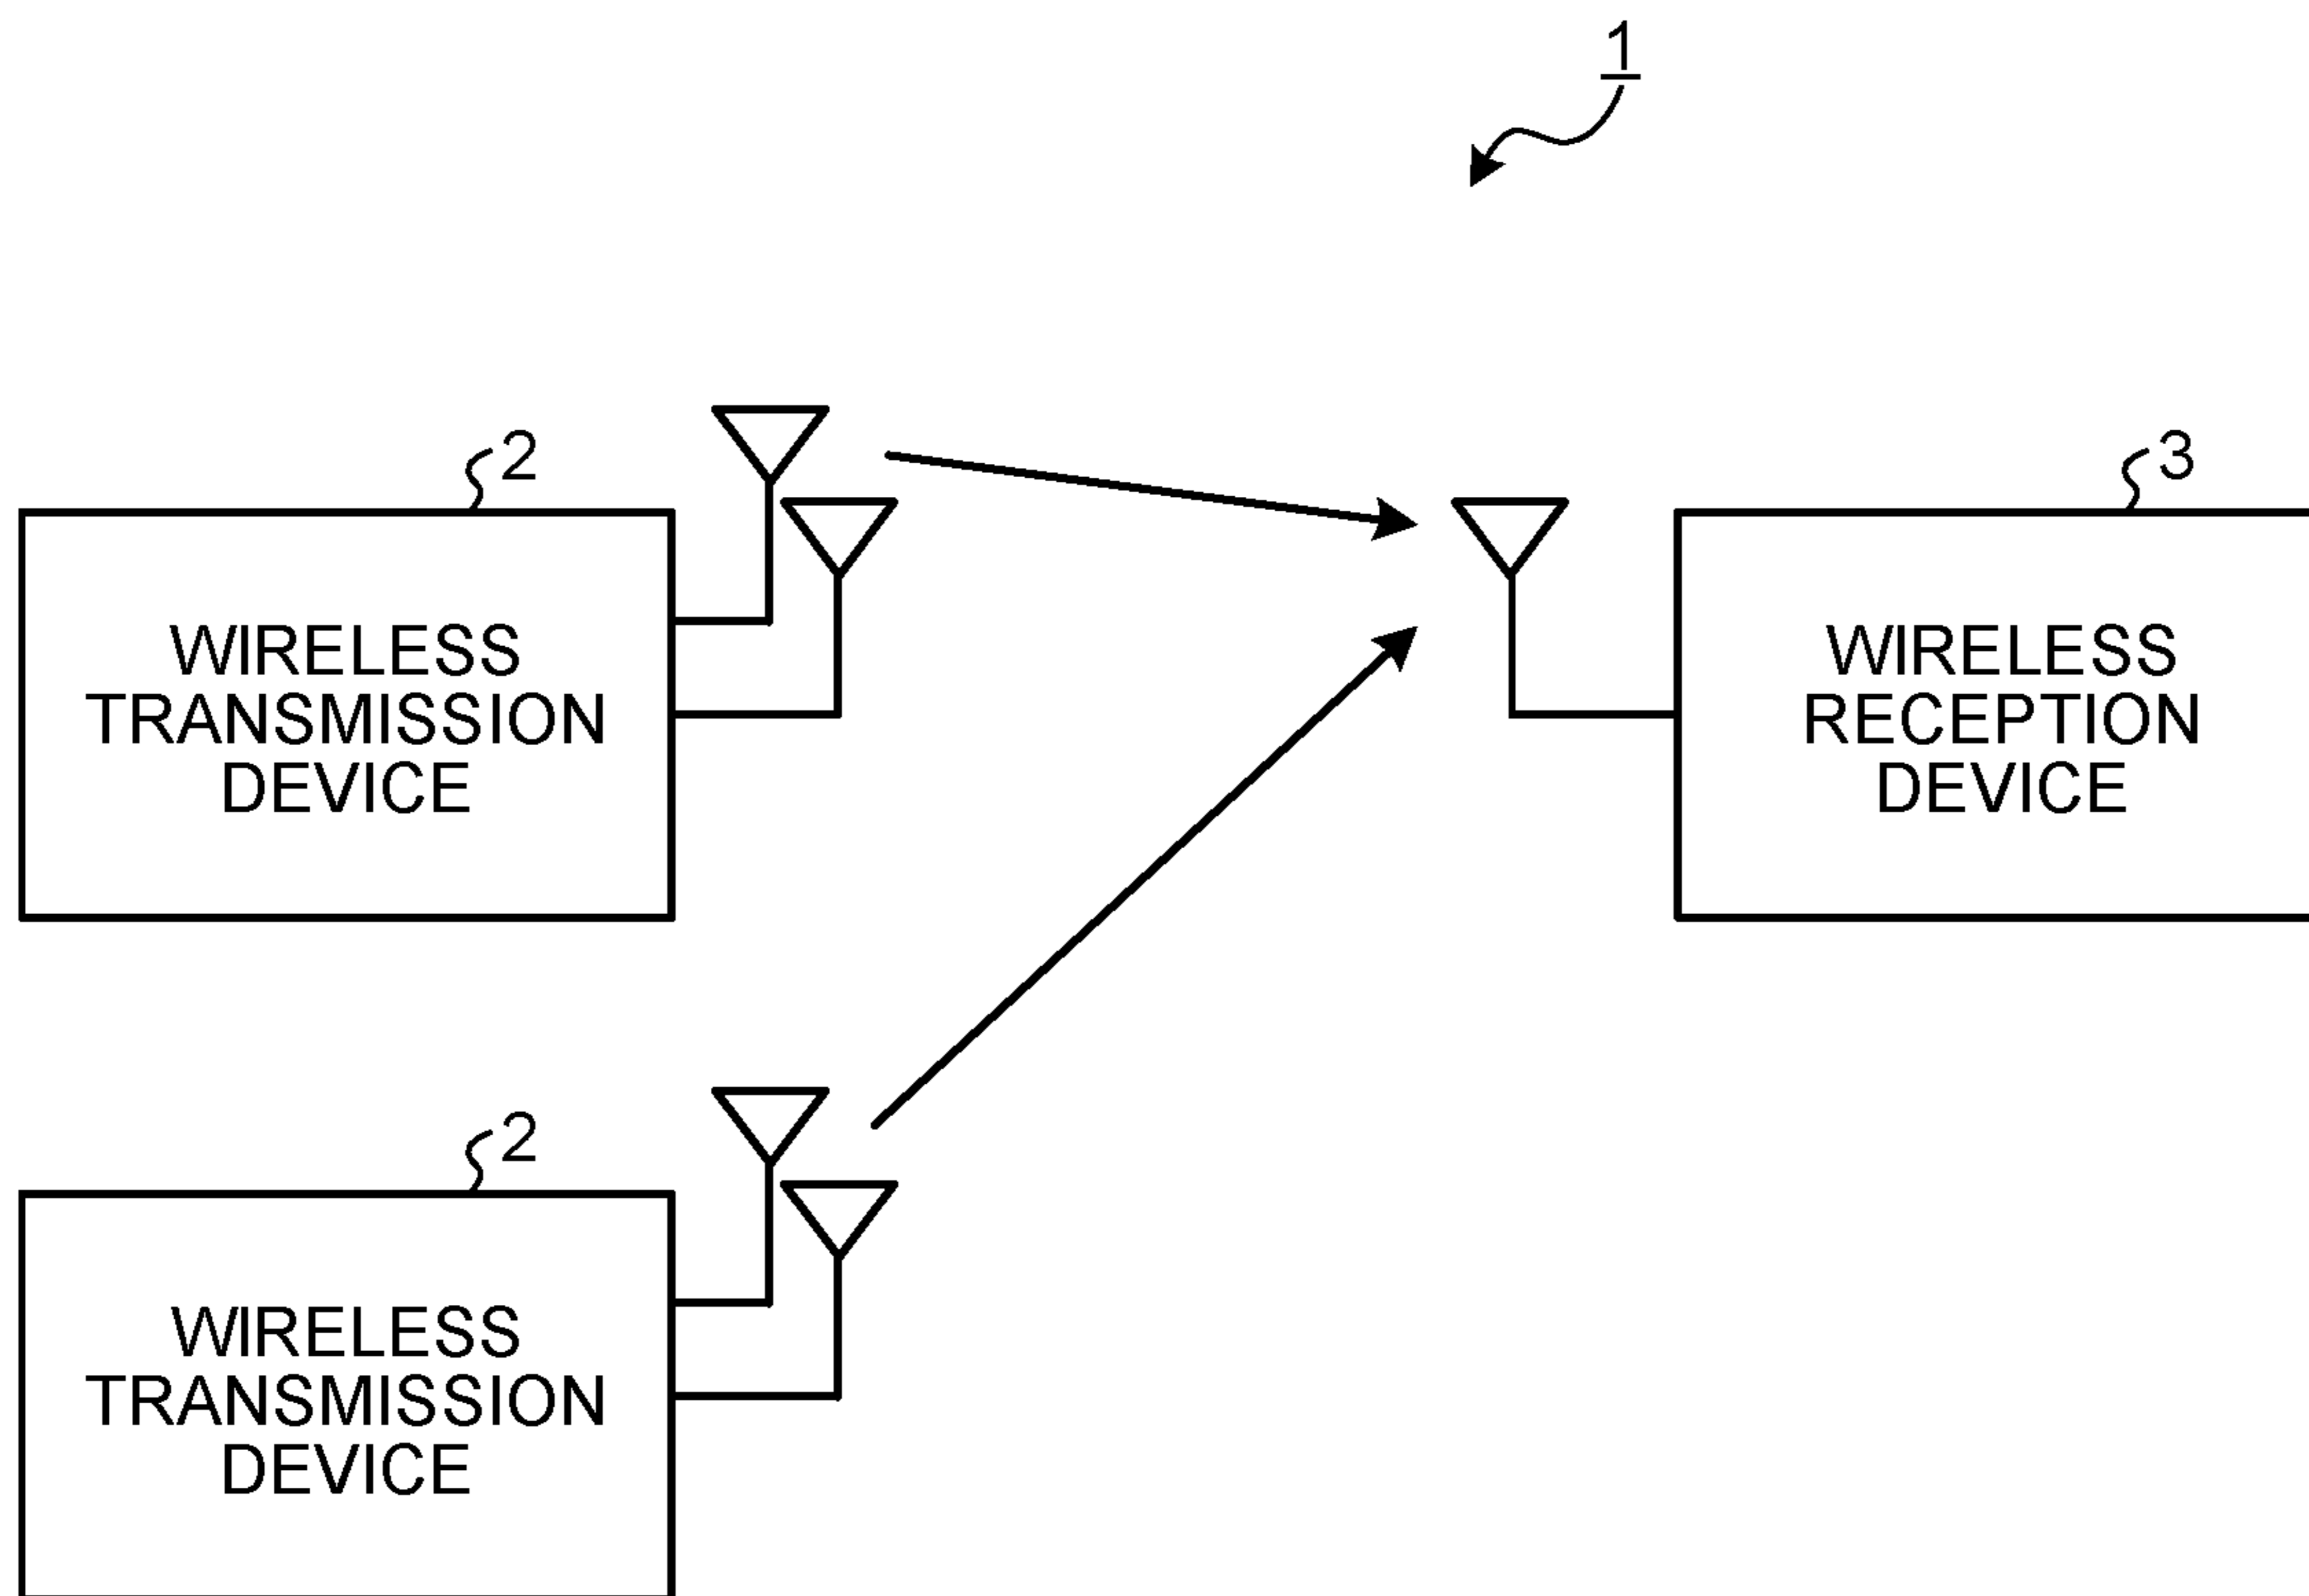 1
2
WIRELESS
TRANSMISSION
DEVICE
3
WIRELESS
RECEPTION
DEVICE
2
WIRELESS
TRANSMISSION
DEVICE